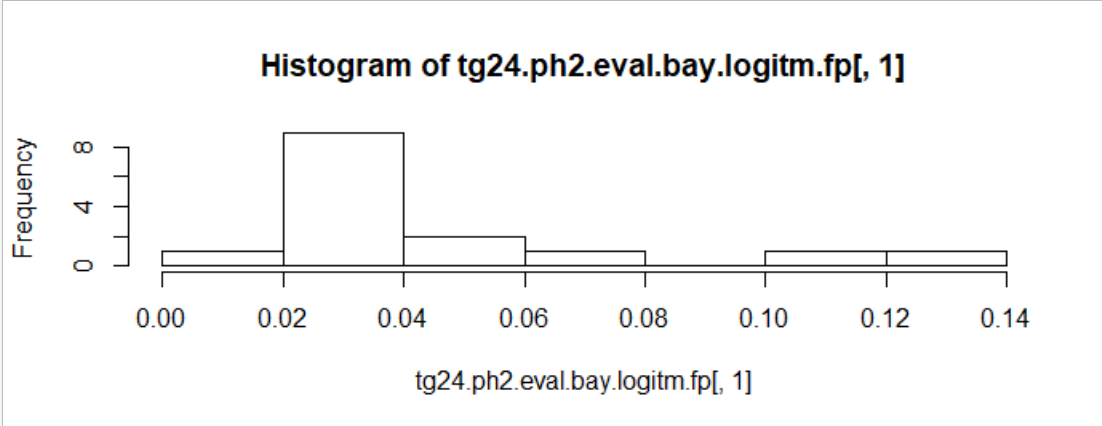 Histogram of tg24.ph2.eval.bay.logitm.fp[, 1]
Frequency
8
4
0
0.00 0.02 0.04 0.06 0.08 0.10 0.12 0.14
tg24.ph2.eval.bay.logitm.fp[, 1]